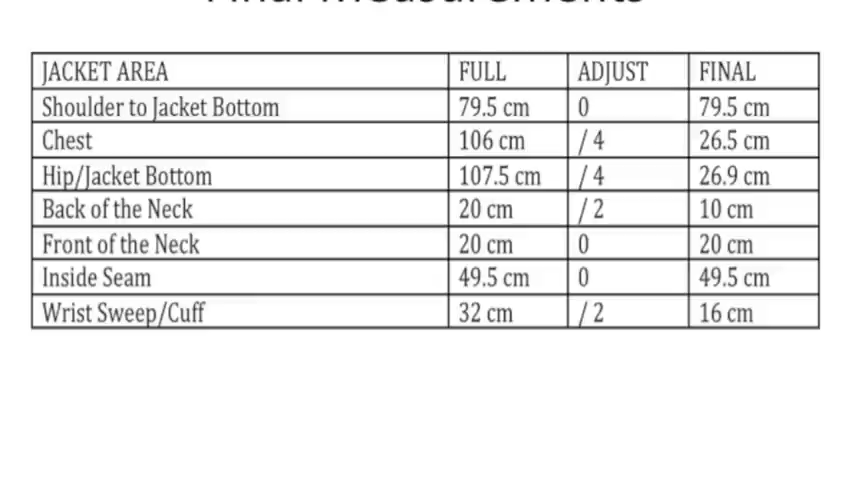 Final Measurements
JACKET AREA FULL ADJUST FINAL
Shoulder to Jacket Bottom 79.5 cm 0 79.5 cm
Chest 106 cm / 4 26.5 cm
Hip/Jacket Bottom 107.5 cm / 4 26.9 cm
Back of the Neck 20 cm / 2 10 cm
Front of the Neck 20 cm 0 20 cm
Inside Seam 49.5 cm 0 49.5 cm
Wrist Sweep/Cuff 32 cm / 2 16 cm